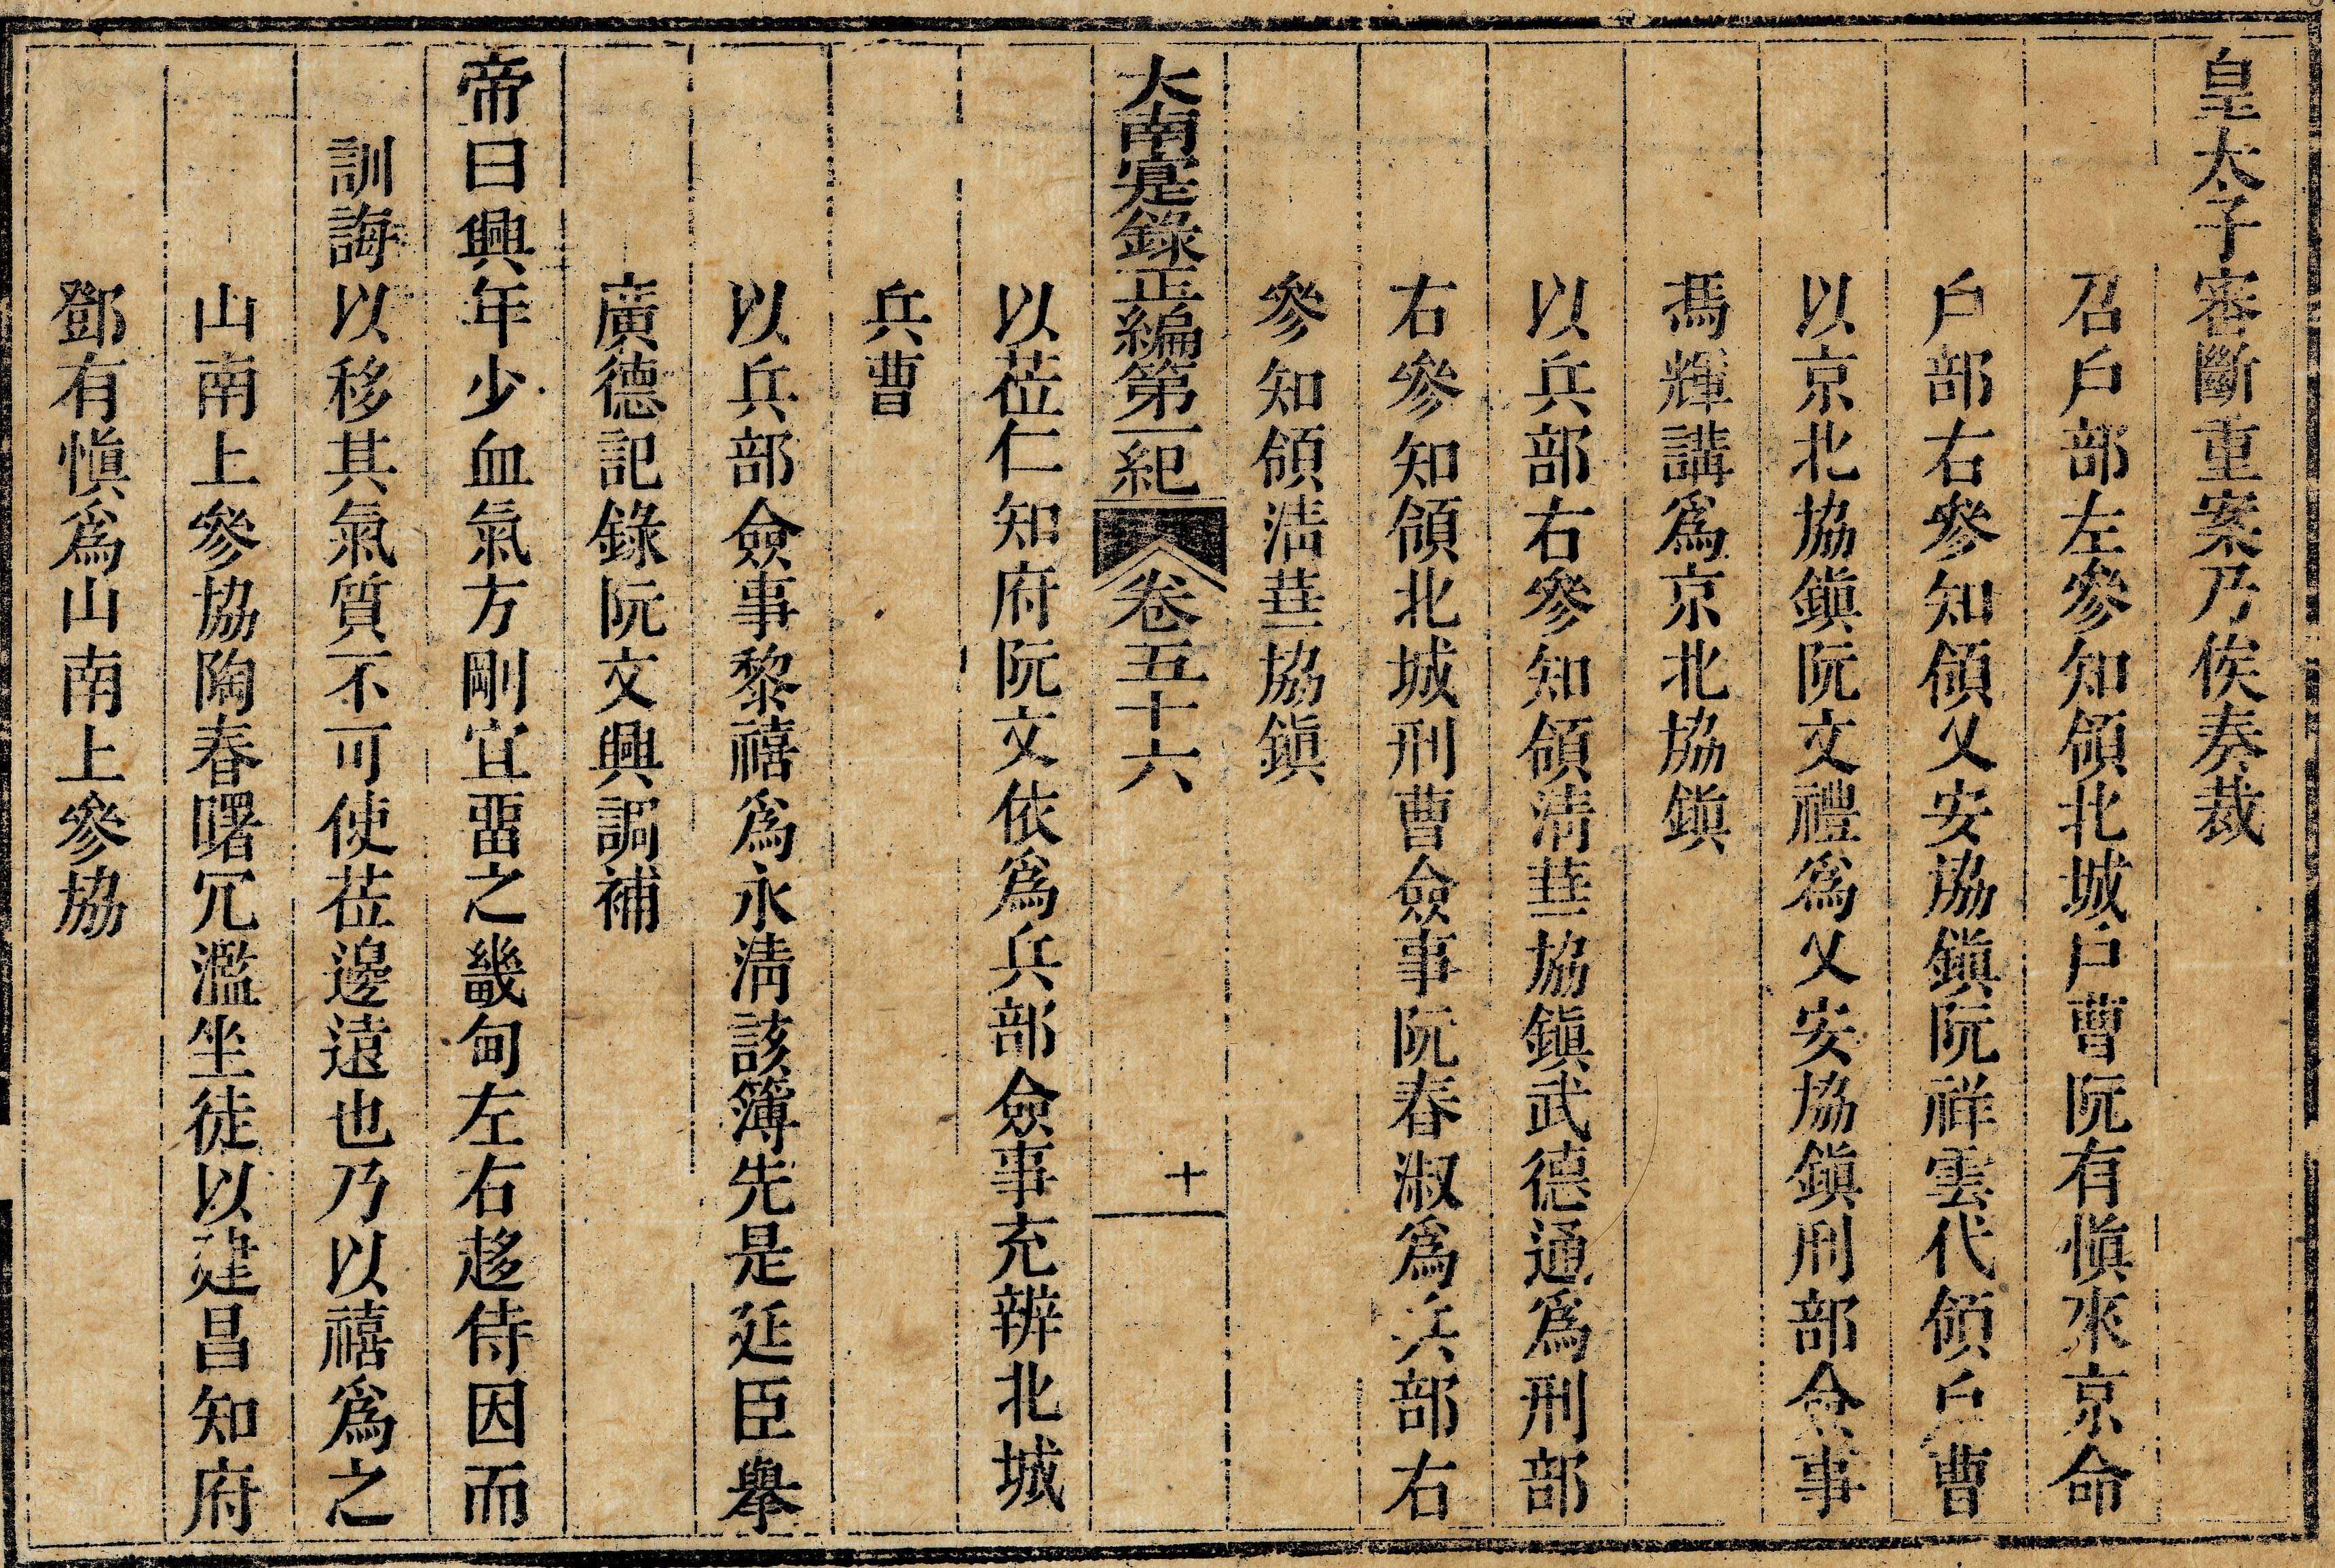 皇太子審斷重案乃俟奏裁
召戶部左參知領北城戶曹阮有愼來京命
戶部右參知領乂安協鎭阮祥雲代領戶曹
以京北協鎭阮文禮爲乂安協鎭刑部僉事
馮輝講爲京北協鎭
以兵部右參知領淸華協鎭武德通爲刑部
右參知領北城刑曹僉事阮春淑爲兵部右
參知領淸華協鎭
大南寔錄正編第一紀 卷五十六 十
以莅仁知府阮文依爲兵部僉事充辨北城
兵曹
以兵部僉事黎禧爲永淸該簿先是延臣舉
廣德記錄阮文興調補
帝曰興年少血氣方剛宜畱之畿甸左右趍侍因而
訓誨以移其氣質不可使莅邊遠也乃以禧爲之
山南上參協陶春曙冗濫坐徒以建昌知府
鄧有愼爲山南上參協